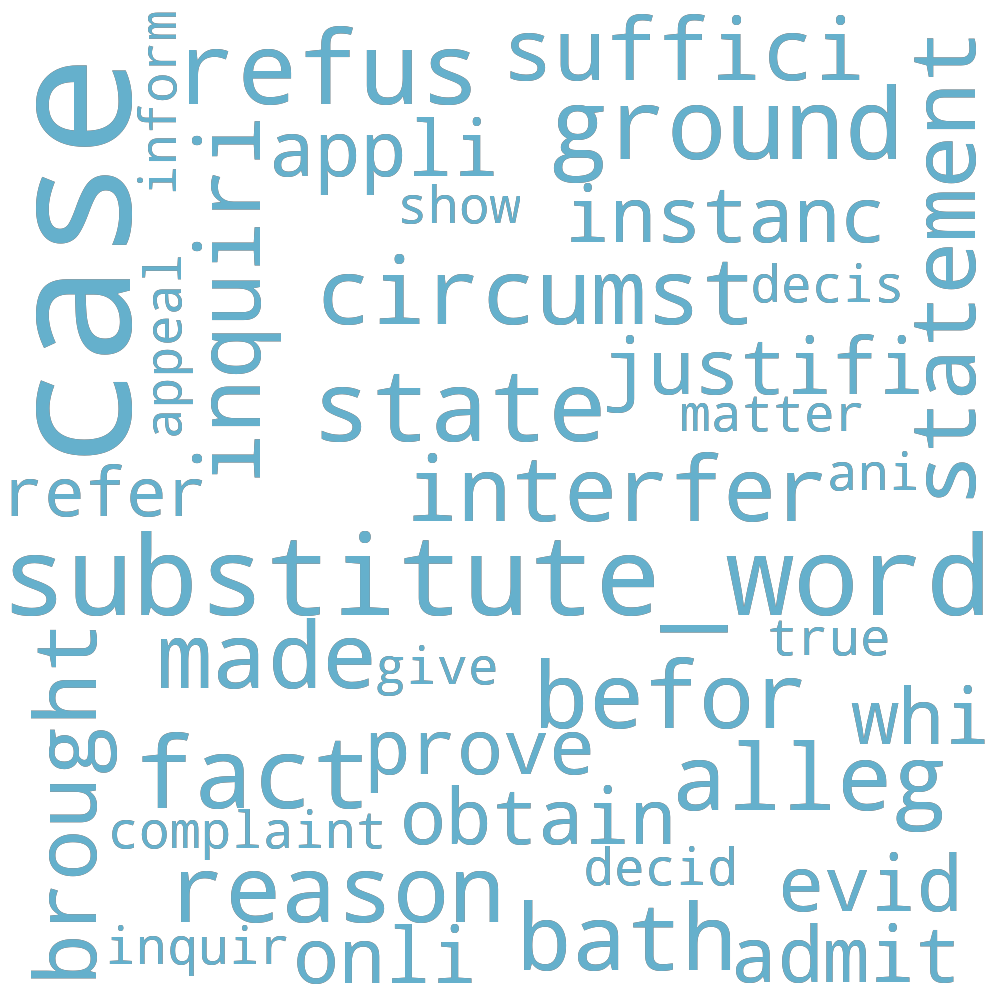 case
inform
refus
suffici
statement
inquiri
appli
ground
show
instanc
appeal
circumst
decis
justifi
state
matter
refer
interfer
ani
substitute_word
brought
made
give
true
befor
whi
fact
prove
alleg
complaint
obtain
reason
decid
evid
inquir
onli
bath
admit